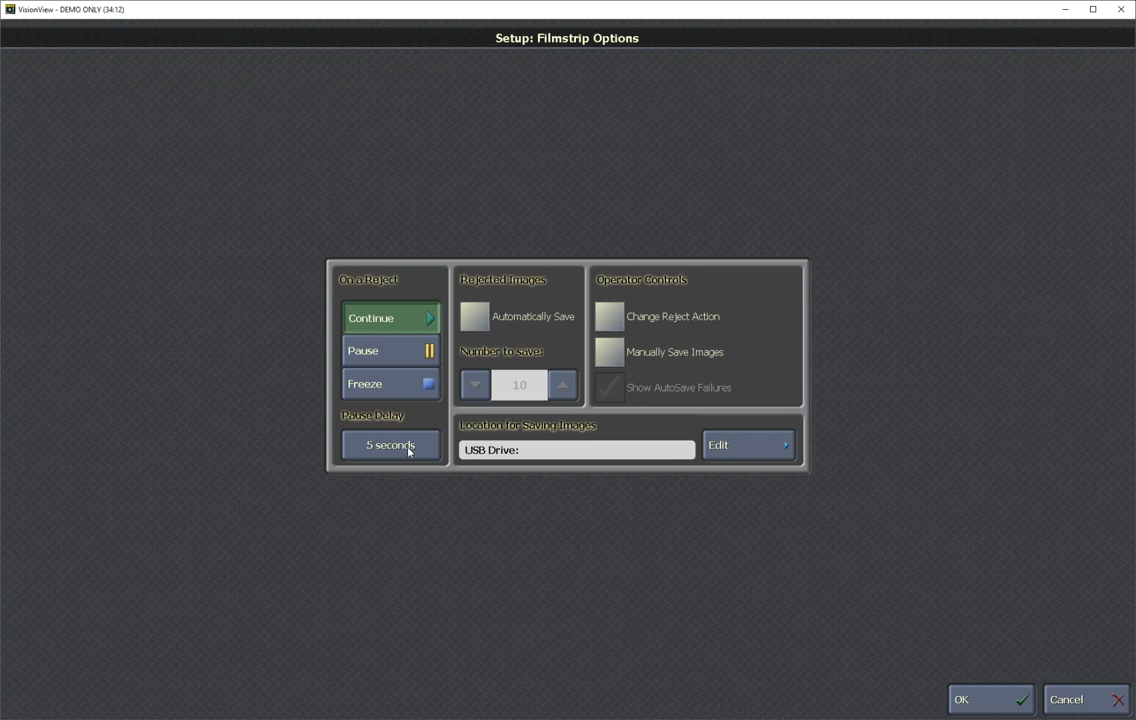 VisionView - DEMO ONLY (34:12)
Setup: Filmstrip Options
On a Reject
Continue
Pause
Freeze
Pause Delay
5 seconds
Rejected Images
Automatically Save
Number to save:
10
Operator Controls
Change Reject Action
Manually Save Images
Show AutoSave Failures
Location for Saving Images
USB Drive:
Edit
OK
Cancel